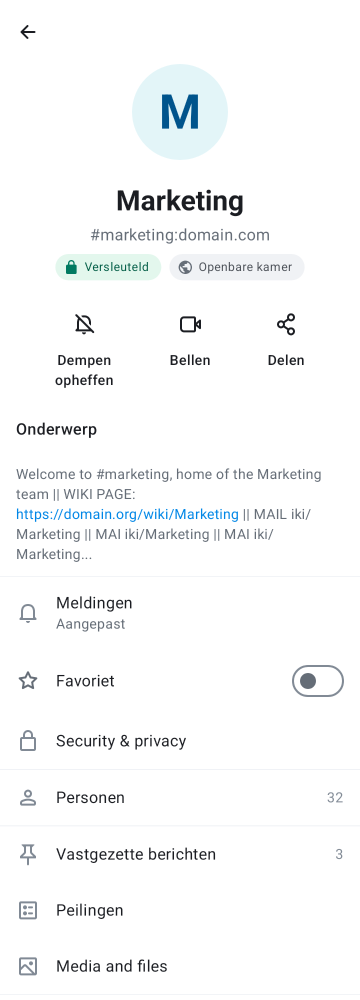 M
Marketing
#marketing:domain.com
Versleuteld
Openbare kamer
Dempen
opheffen
Bellen
Delen
Onderwerp
Welcome to #marketing, home of the Marketing
team || WIKI PAGE:
https://domain.org/wiki/Marketing || MAIL iki/
Marketing || MAI iki/Marketing || MAI iki/
Marketing...
Meldingen
Aangepast
Favoriet
Security & privacy
Personen 32
Vastgezette berichten 3
Peilingen
Media and files